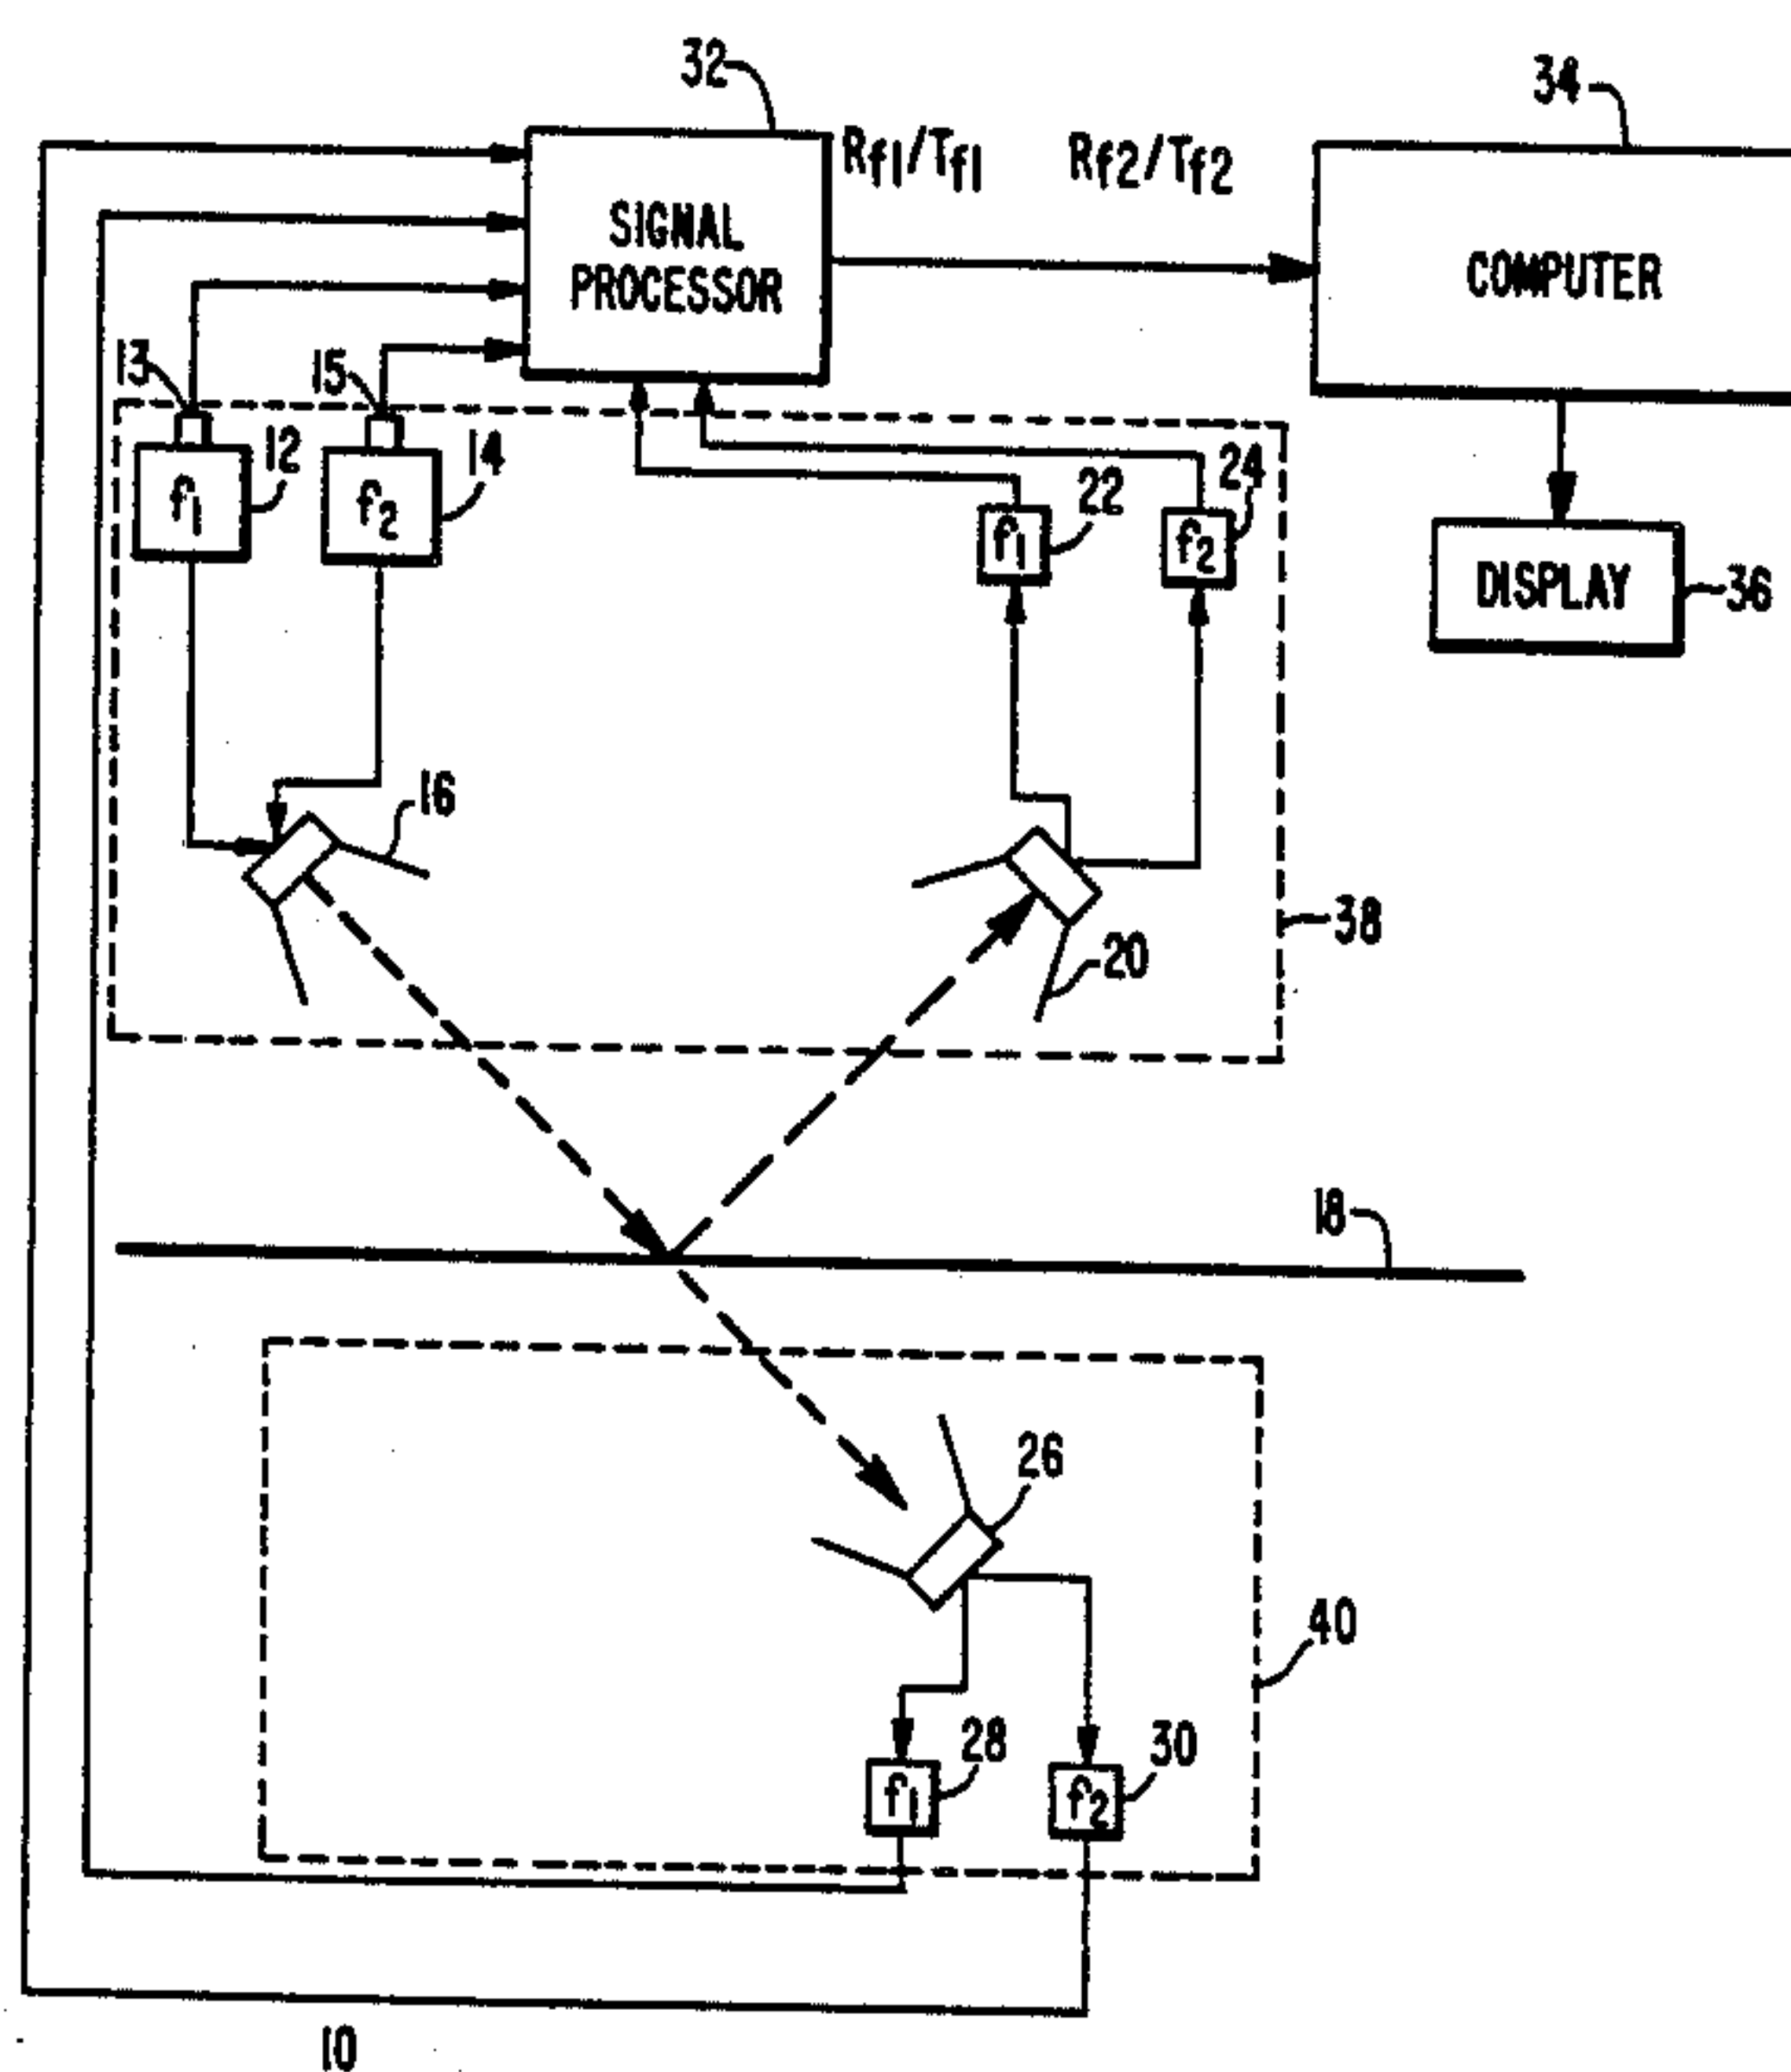 32
34
Rf1/Tf1 Rf2/Tf2
SIGNAL
PROCESSOR
COMPUTER
13
15
12
14
f1
f2
22
24
f1
f2
DISPLAY
36
16
38
20
18
26
40
28
30
f1
f2
10